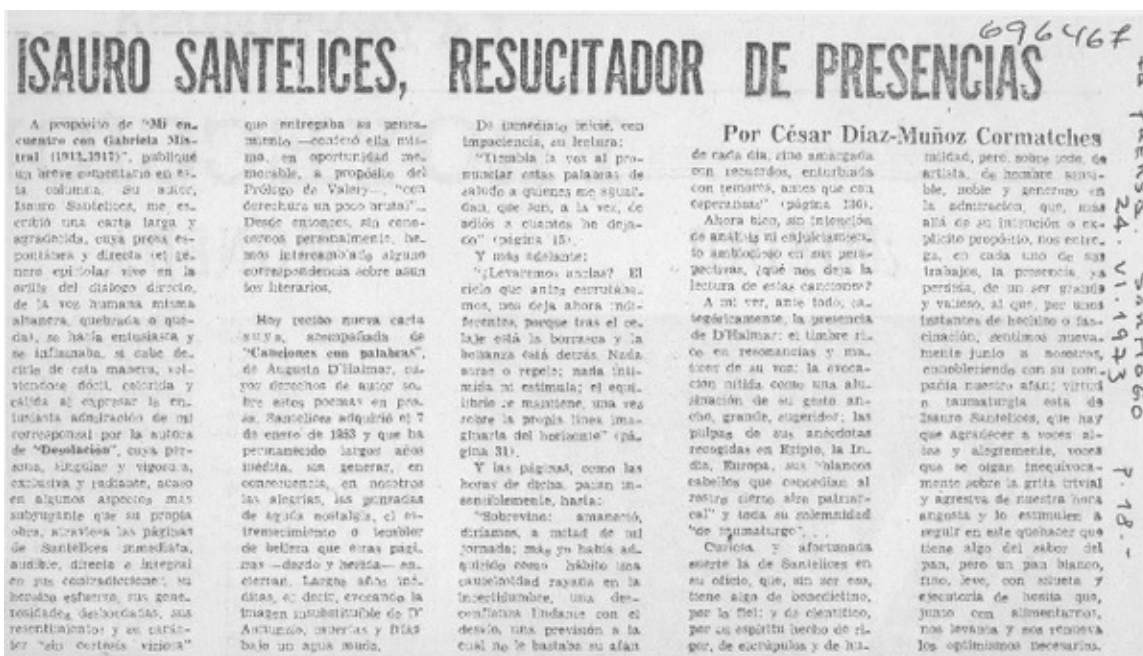 696467
ISAURO SANTELICES, RESUCITADOR DE PRESENCIAS
Por César Díaz-Muñoz Cormatches
A propósito de "Mi en-
cuentro con Gabriela Mis-
tral (1912-1917)", publiqué
un breve comentario en es-
ta columna. Su autor,
Isauro Santelices, me es-
cribió una carta larga y
agradecida, cuya prosa es-
pontánea y directa (el gé-
nero epistolar vive en la
orilla del diálogo directo,
de la voz humana misma
altanera, quebrada o que-
da), se hacía entusiasta y
se inflamaba, si cabe de-
cirlo de esta manera, vol-
viéndose dócil, colorida y
cálida al expresar la en-
tusiasta admiración de mi
corresponsal por la autora
de "Desolación", cuya per-
sona, singular y vigorosa,
exclusiva y radiante, acaso
en algunos aspectos más
subyugante que su propia
obra, atraviesa las páginas
de Santelices inmediata,
audible, directa e integral
en sus contradicciones, su
heroico esfuerzo, sus gene-
rosidades desbordadas, sus
resentimientos y su carác-
ter "sin cortesía viciosa"
que entregaba su pensa-
miento —confesó ella mis-
ma, en oportunidad me-
morable, a propósito del
Prólogo de Valery—, "con
derechura un poco brutal".
Desde entonces, sin cono-
cernos personalmente, he-
mos intercambiado alguna
correspondencia sobre asun
tos literarios.
Hoy recibo nueva carta
suya, acompañada de
"Canciones con palabras",
de Augusto D'Halmar, cu-
yos derechos de autor so-
bre estos poemas en pro-
sa, Santelices adquirió el 7
de enero de 1953 y que ha
permanecido largos años
inédita, sin generar, en
consecuencia, en nosotros
las alegrías, las punzadas
de aguda nostalgia, el es-
tremecimiento o temblor
de belleza que estas pági-
nas —dardo y herida— en-
cierran. Largos años iné-
ditas, es decir, evocando la
imagen insubstituible de D'
Annunzio, muertas y frías
bajo un agua muda.
De inmediato inicié, con
impaciencia, su lectura:
"Tiembla la voz al pro-
nunciar estas palabras de
saludo a quienes me aguar-
dan, que son, a la vez, de
adiós a cuantos he deja-
do" (página 15).
Y más adelante:
"¿Levaremos anclas? El
cielo que antes escrutába-
mos, nos deja ahora indi-
ferentes, porque tras el ce-
laje está la borrasca y la
bonanza está detrás. Nada
atrae o repele; nada inti-
mida ni estimula; el equi-
librio se mantiene, una vez
sobre la propia línea ima-
ginaria del horizonte" (pá-
gina 31).
Y las páginas, como las
horas de dicha, pasan in-
sensiblemente, hasta:
"Sobrevino: amaneció,
diríamos, a mitad de mi
jornada; mas yo había ad-
quirido como hábito una
cautelosidad rayana en la
incertidumbre, una des-
confianza lindante con el
desafío, una previsión a la
cual no le bastaba su afán
de cada día, sino amargada
con recuerdos, enturbiada
con temores, antes que con
esperanzas" (página 136).
Ahora bien, sin intención
de análisis ni enjuiciamien-
to ambicioso en sus pers-
pectivas, ¿qué nos deja la
lectura de estas canciones?
A mi ver, ante todo, ca-
tegóricamente, la presencia
de D'Halmar: el timbre ri-
co en resonancias y ma-
tices de su voz; la evoca-
ción nítida como una alu-
cinación de su gesto an-
cho, grande, sugeridor; las
pulpas de sus anécdotas
recogidas en Egipto, la In-
dia, Europa, sus "blancos
cabellos que concedían al
rostro cierto aire patriar-
cal" y toda su solemnidad
"de taumaturgo"...
Curiosa y afortunada
suerte la de Santelices en
su oficio, que, sin ser eso,
tiene algo de benedictino,
por lo fiel; y de científico,
por su espíritu hecho de ri-
gor, de escrúpulos y de hu-
mildad, pero, sobre todo, de
artista, de hombre sensi-
ble, noble y generoso en
la admiración, que, más
allá de su intención o ex-
plícito propósito, nos entre-
ga, en cada uno de sus
trabajos, la presencia, ya
perdida, de un ser grande
y valioso, al que, por unos
instantes de hechizo o fas-
cinación, sentimos nueva-
mente junto a nosotros,
ennobleciendo con su com-
pañía nuestro afán; virtud
o taumaturgia esta de
Isauro Santelices, que hay
que agradecer a voces al-
tas y alegremente, voces
que se oigan inequívoca-
mente sobre la grita trivial
y agresiva de nuestra hora
angosta y lo estimulen a
seguir en este quehacer que
tiene algo del sabor del
pan, pero un pan blanco,
fino, leve, con silueta y
ejecutoria de hostia que,
junto con alimentarnos,
nos levanta y nos renueva
los optimismos necesarios.
LA PRENSA. SANTIAGO P. 18.-
24. VI. 1973